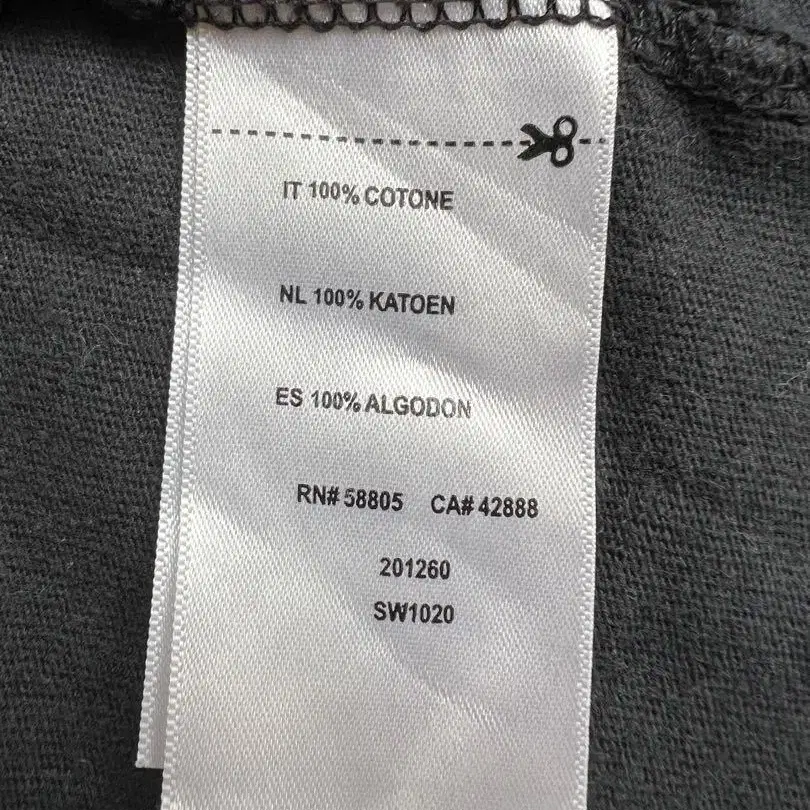 IT 100% COTONE
NL 100% KATOEN
ES 100% ALGODON
RN# 58805 CA# 42888
201260
SW1020